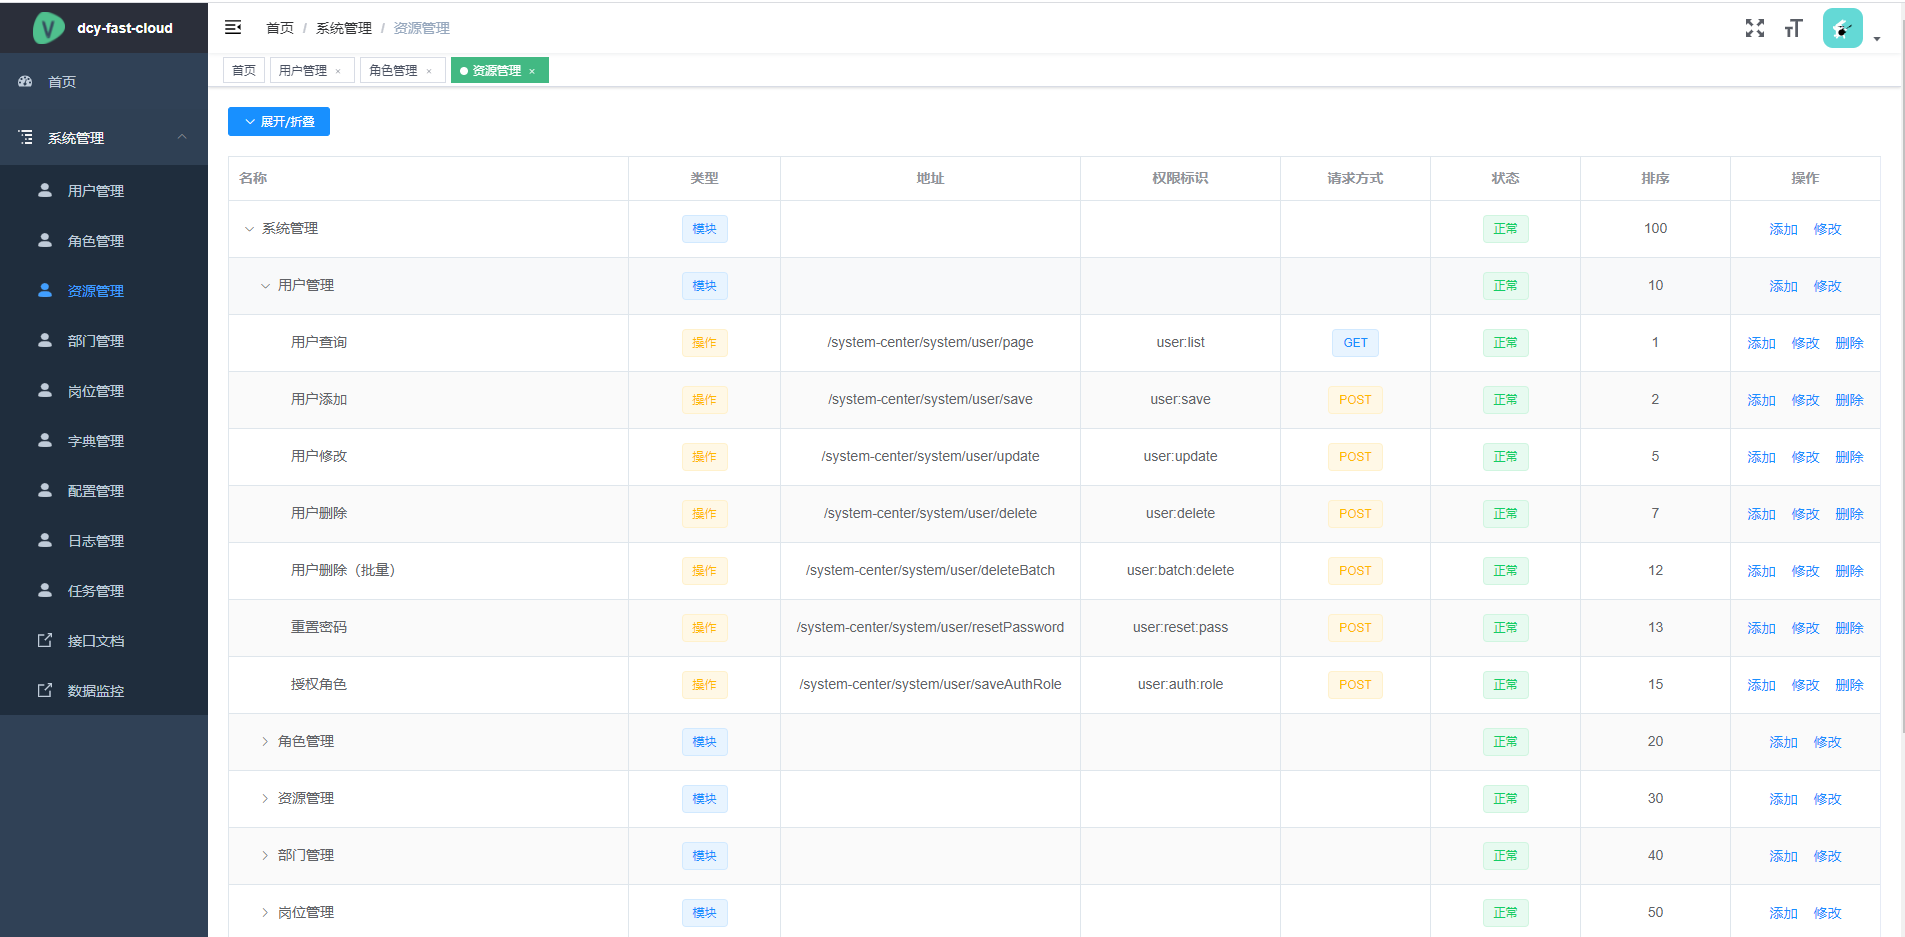 dcy-fast-cloud
首页
系统管理
用户管理
角色管理
资源管理
部门管理
岗位管理
字典管理
配置管理
日志管理
任务管理
接口文档
数据监控
首页 / 系统管理 / 资源管理
首页 用户管理 × 角色管理 × 资源管理 ×
展开/折叠
名称 类型 地址 权限标识 请求方式 状态 排序 操作
系统管理 模块 正常 100 添加 修改
用户管理 模块 正常 10 添加 修改
用户查询 操作 /system-center/system/user/page user:list GET 正常 1 添加 修改 删除
用户添加 操作 /system-center/system/user/save user:save POST 正常 2 添加 修改 删除
用户修改 操作 /system-center/system/user/update user:update POST 正常 5 添加 修改 删除
用户删除 操作 /system-center/system/user/delete user:delete POST 正常 7 添加 修改 删除
用户删除（批量） 操作 /system-center/system/user/deleteBatch user:batch:delete POST 正常 12 添加 修改 删除
重置密码 操作 /system-center/system/user/resetPassword user:reset:pass POST 正常 13 添加 修改 删除
授权角色 操作 /system-center/system/user/saveAuthRole user:auth:role POST 正常 15 添加 修改 删除
角色管理 模块 正常 20 添加 修改
资源管理 模块 正常 30 添加 修改
部门管理 模块 正常 40 添加 修改
岗位管理 模块 正常 50 添加 修改